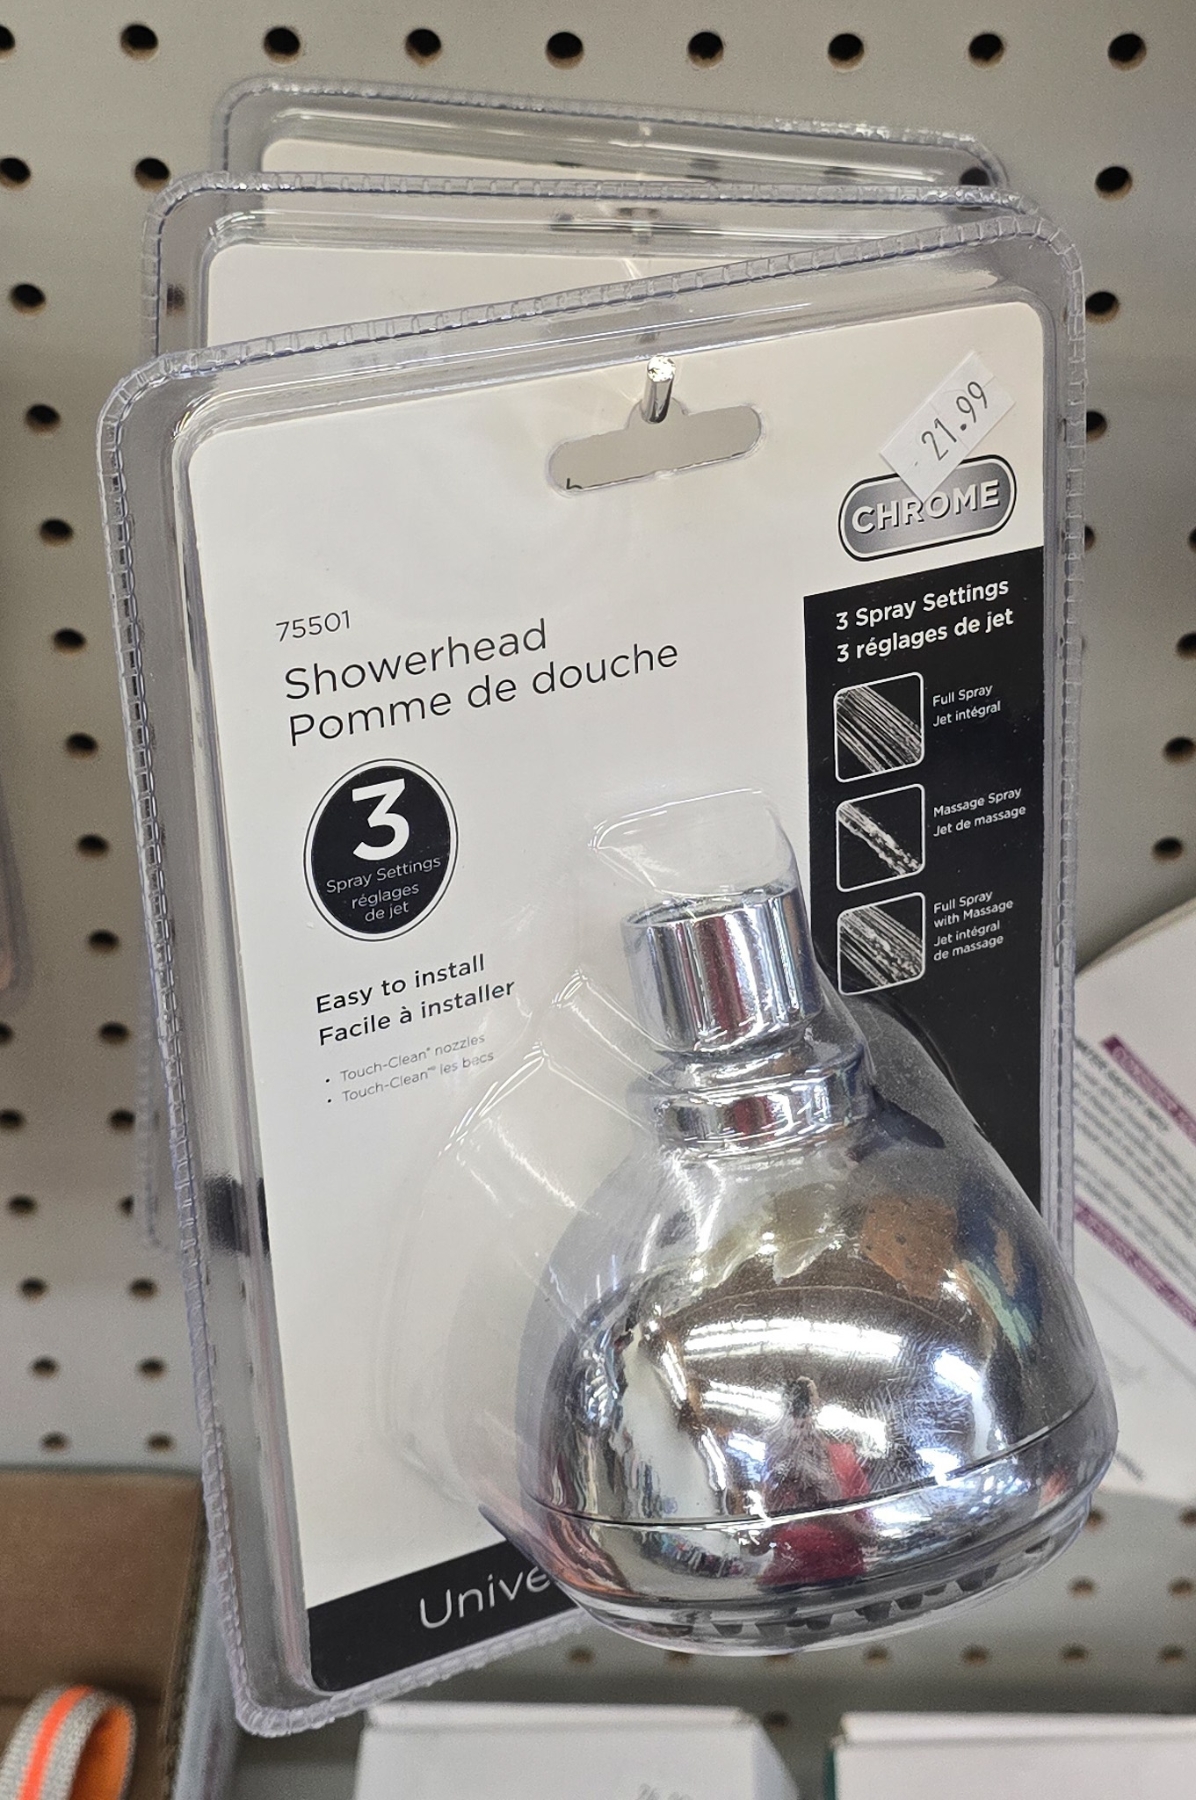 21.99
CHROME
75501
Showerhead
Pomme de douche
3
Spray Settings
réglages
de jet
Easy to install
Facile à installer
• Touch-Clean® nozzles
• Touch-Clean™ les becs
3 Spray Settings
3 réglages de jet
Full Spray
Jet intégral
Massage Spray
Jet de massage
Full Spray
with Massage
Jet intégral
de massage
Unive